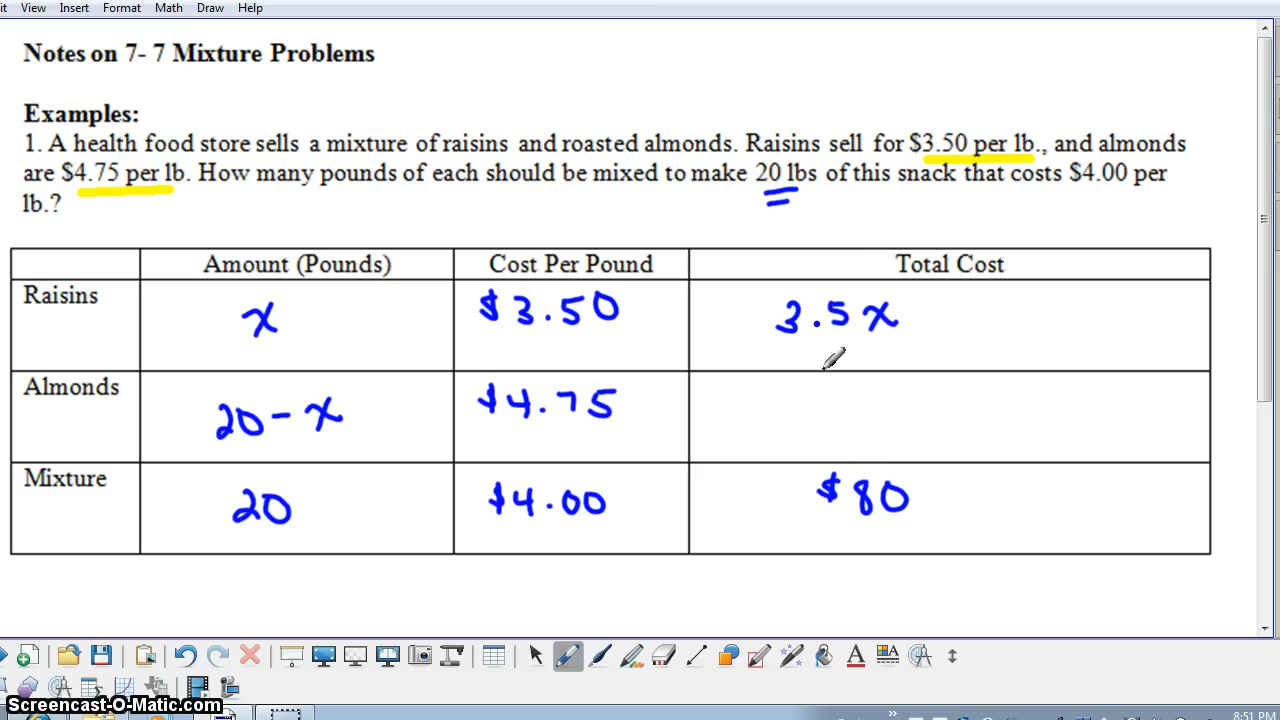 it View Insert Format Math Draw Help
Notes on 7- 7 Mixture Problems
Examples:
1. A health food store sells a mixture of raisins and roasted almonds. Raisins sell for $3.50 per lb., and almonds
are $4.75 per lb. How many pounds of each should be mixed to make 20 lbs of this snack that costs $4.00 per
lb.?
Amount (Pounds) Cost Per Pound Total Cost
Raisins x $3.50 3.5x
Almonds 20-x $4.75
Mixture 20 $4.00 $80
Screencast-O-Matic.com
8:51 PM